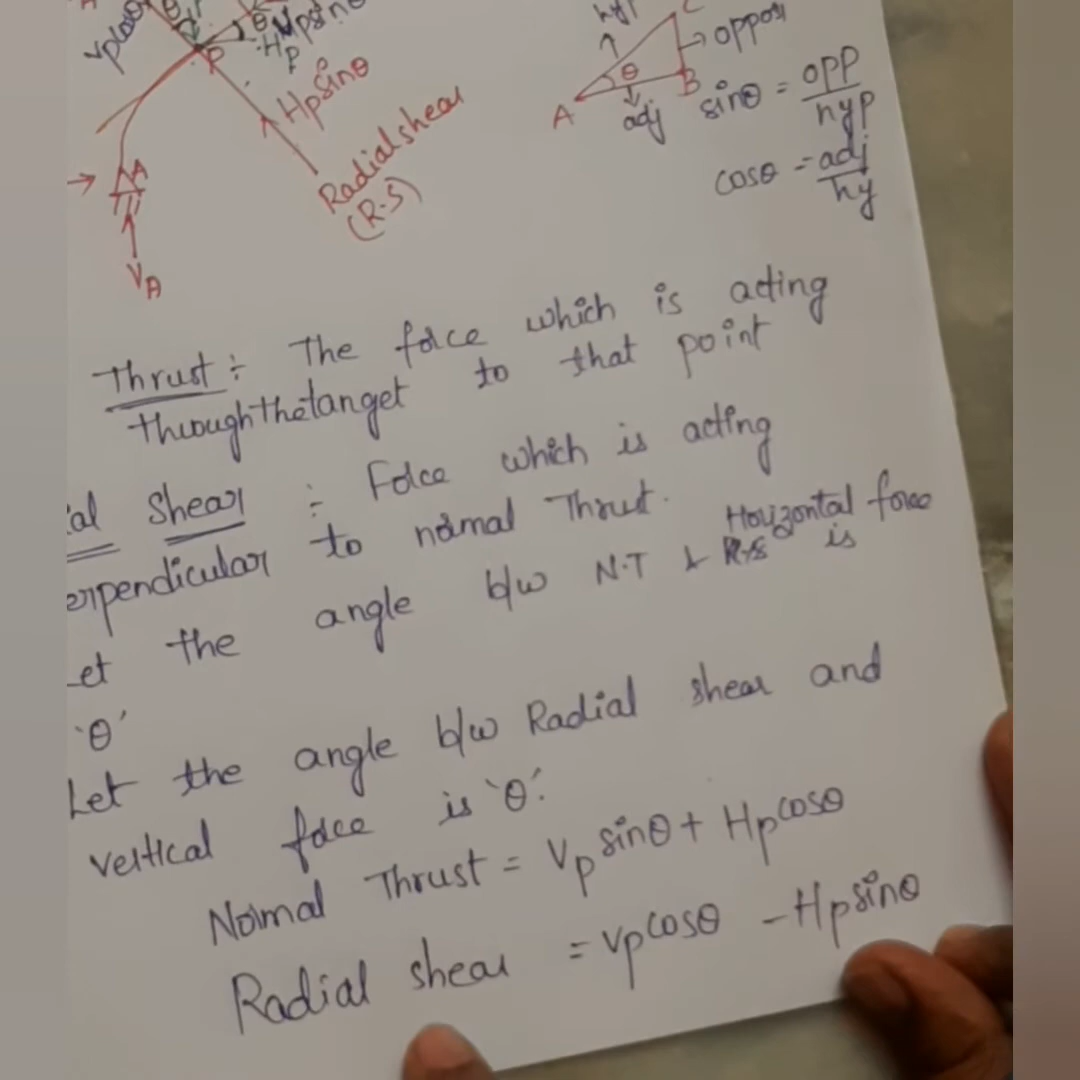 θ
P
Hp
Hpsinθ
Radial shear
(R-S)
A
VA
hyp
C
oppos
θ
A
B
adj
sinθ = opp/hyp
cosθ = adj/hy
Thrust :- The force which is acting
throughthetanget to that point
al Shear :- Force which is acting
erpendicular to normal Thrust.
et the angle b/w N.T & Horizontal force is
'θ'
Let the angle b/w Radial shear and
vertical force is 'θ'.
Normal Thrust = Vp sinθ + Hp cosθ
Radial shear = Vp cosθ - Hp sinθ